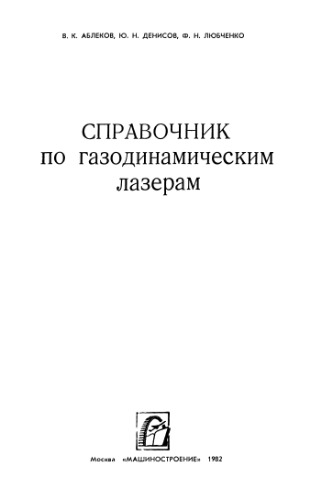 В. К. АБЛЕКОВ, Ю. Н. ДЕНИСОВ, Ф. Н. ЛЮБЧЕНКО
СПРАВОЧНИК
по газодинамическим
лазерам
Москва «МАШИНОСТРОЕНИЕ» 1982